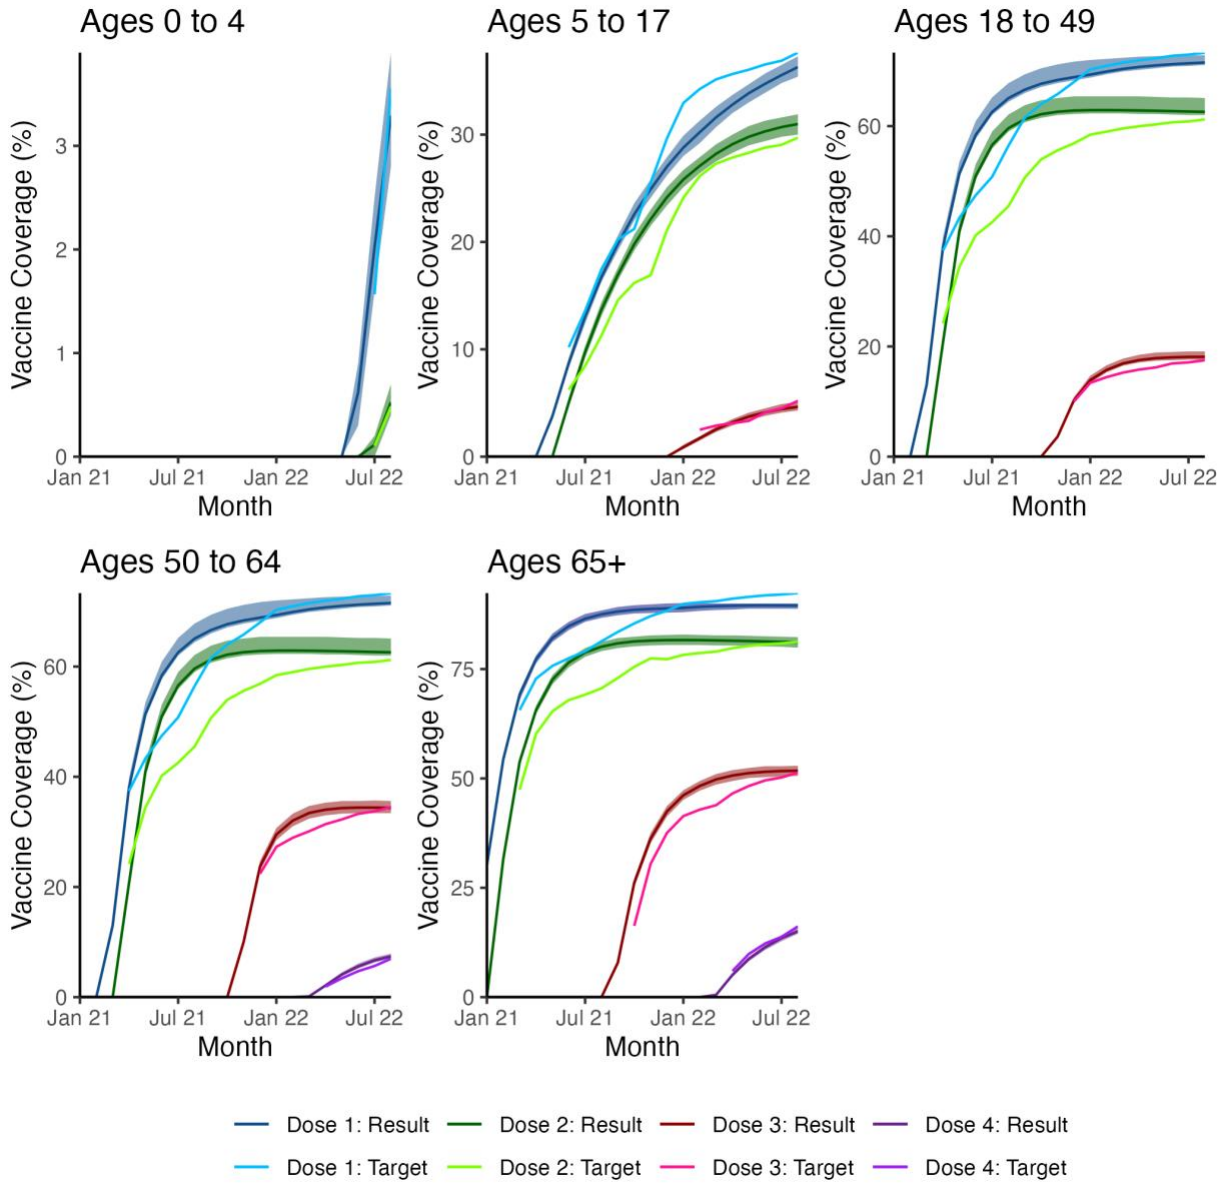 Ages 0 to 4
Ages 5 to 17
Ages 18 to 49
Vaccine Coverage (%)
3
2
1
0
Jan 21 Jul 21 Jan 22 Jul 22
Month
Vaccine Coverage (%)
30
20
10
0
Jan 21 Jul 21 Jan 22 Jul 22
Month
Vaccine Coverage (%)
60
40
20
0
Jan 21 Jul 21 Jan 22 Jul 22
Month
Ages 50 to 64
Ages 65+
Vaccine Coverage (%)
60
40
20
0
Jan 21 Jul 21 Jan 22 Jul 22
Month
Vaccine Coverage (%)
75
50
25
0
Jan 21 Jul 21 Jan 22 Jul 22
Month
Dose 1: Result Dose 2: Result Dose 3: Result Dose 4: Result
Dose 1: Target Dose 2: Target Dose 3: Target Dose 4: Target